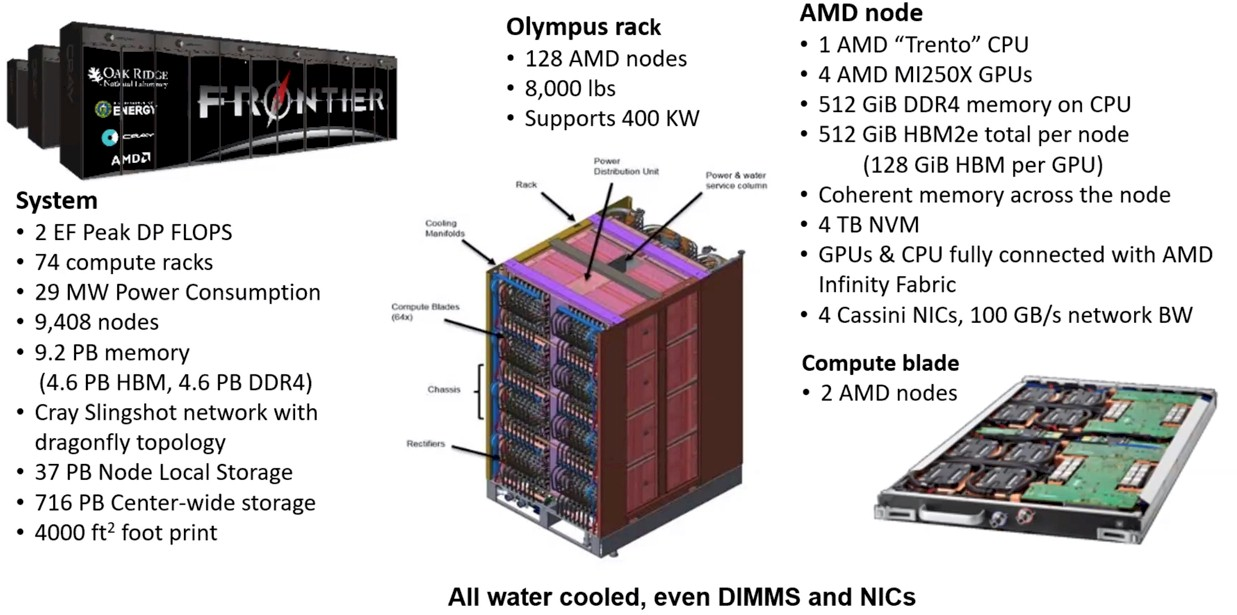 OAK RIDGE
National Laboratory
ENERGY
CRAY
AMD
FRONTIER
System
• 2 EF Peak DP FLOPS
• 74 compute racks
• 29 MW Power Consumption
• 9,408 nodes
• 9.2 PB memory
(4.6 PB HBM, 4.6 PB DDR4)
• Cray Slingshot network with
dragonfly topology
• 37 PB Node Local Storage
• 716 PB Center-wide storage
• 4000 ft² foot print
Olympus rack
• 128 AMD nodes
• 8,000 lbs
• Supports 400 KW
Power
Distribution Unit
Power & water
service column
Rack
Cooling
Manifolds
Compute Blades
(64x)
Chassis
Rectifiers
AMD node
• 1 AMD “Trento” CPU
• 4 AMD MI250X GPUs
• 512 GiB DDR4 memory on CPU
• 512 GiB HBM2e total per node
(128 GiB HBM per GPU)
• Coherent memory across the node
• 4 TB NVM
• GPUs & CPU fully connected with AMD
Infinity Fabric
• 4 Cassini NICs, 100 GB/s network BW
Compute blade
• 2 AMD nodes
All water cooled, even DIMMS and NICs